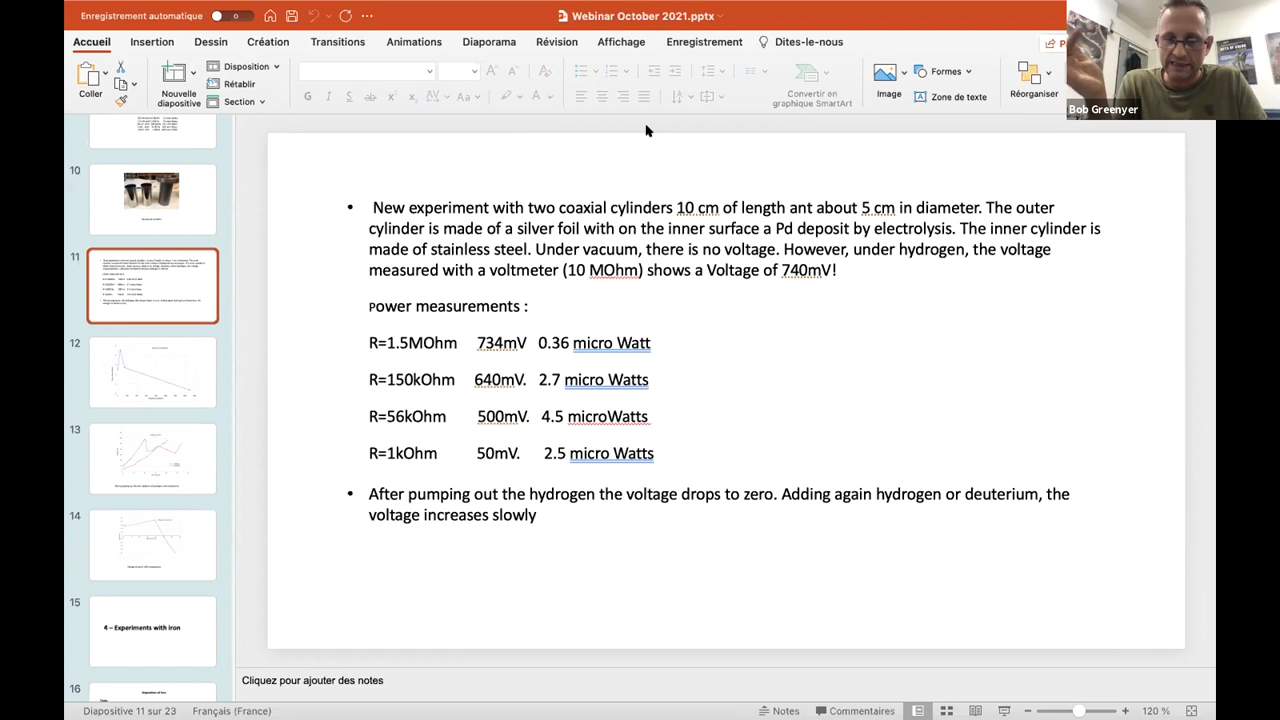 Enregistrement automatique
Webinar October 2021.pptx
Accueil Insertion Dessin Création Transitions Animations Diaporama Révision Affichage Enregistrement Dites-le-nous
Coller
Nouvelle
diapositive
Disposition
Rétablir
Section
G I S ab
Aa
Convertir en
graphique SmartArt
Image
Formes
Zone de texte
Réorganiser
Bob Greenyer
10
11
12
13
14
15
4 – Experiments with iron
16
New experiment with two coaxial cylinders 10 cm of length ant about 5 cm in diameter. The outer
cylinder is made of a silver foil with on the inner surface a Pd deposit by electrolysis. The inner cylinder is
made of stainless steel. Under vacuum, there is no voltage. However, under hydrogen, the voltage
measured with a voltmeter (10 MOhm) shows a Voltage of 740mV!
Power measurements :
R=1.5MOhm 734mV 0.36 micro Watt
R=150kOhm 640mV. 2.7 micro Watts
R=56kOhm 500mV. 4.5 microWatts
R=1kOhm 50mV. 2.5 micro Watts
After pumping out the hydrogen the voltage drops to zero. Adding again hydrogen or deuterium, the
voltage increases slowly
Cliquez pour ajouter des notes
Diapositive 11 sur 23 Français (France) Notes Commentaires 120 %